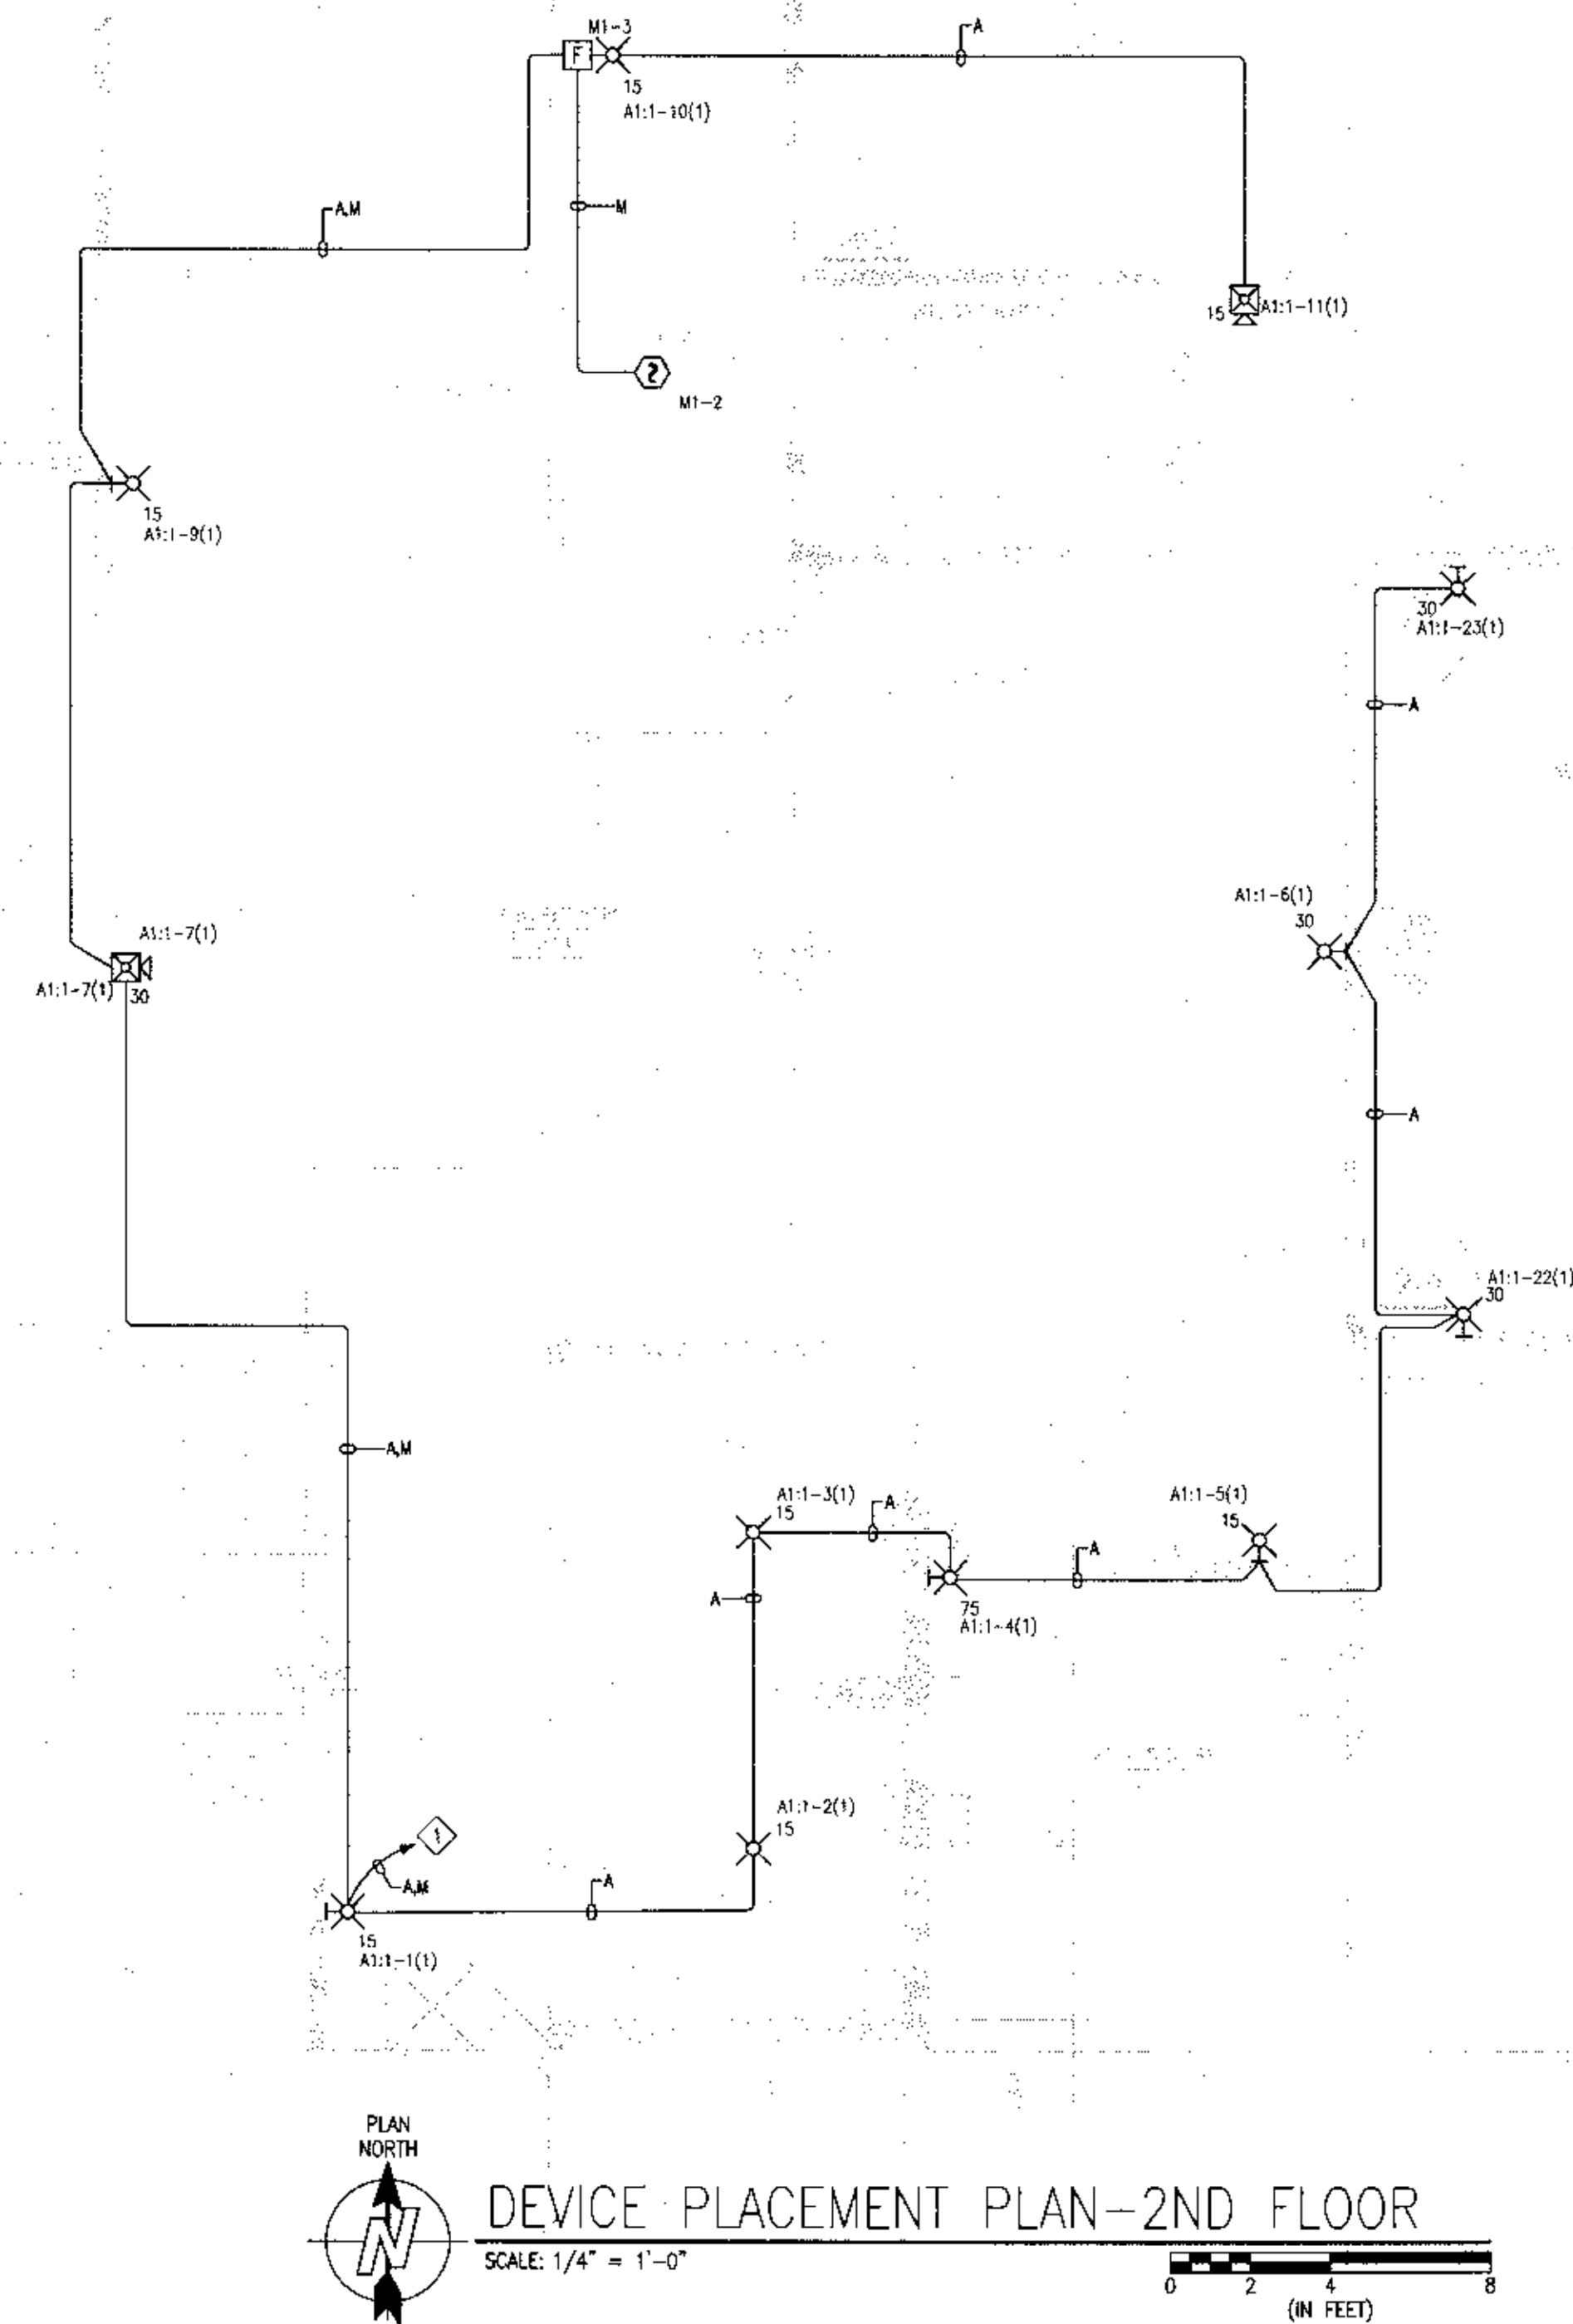 M1-3
A
F
15
A1:1-10(1)
A,M
M
15
A1:1-11(1)
M1-2
15
A1:1-9(1)
30
A1:1-23(1)
A
A1:1-6(1)
30
A1:1-7(1)
A1:1-7(1)
30
A
A1:1-22(1)
30
A,M
A1:1-3(1)
15
A
A1:1-5(1)
15
A
A
75
A1:1-4(1)
A1:1-2(1)
15
1
A,M
A
15
A1:1-1(1)
PLAN
NORTH
N
DEVICE PLACEMENT PLAN-2ND FLOOR
SCALE: 1/4" = 1'-0"
0 2 4 8
(IN FEET)